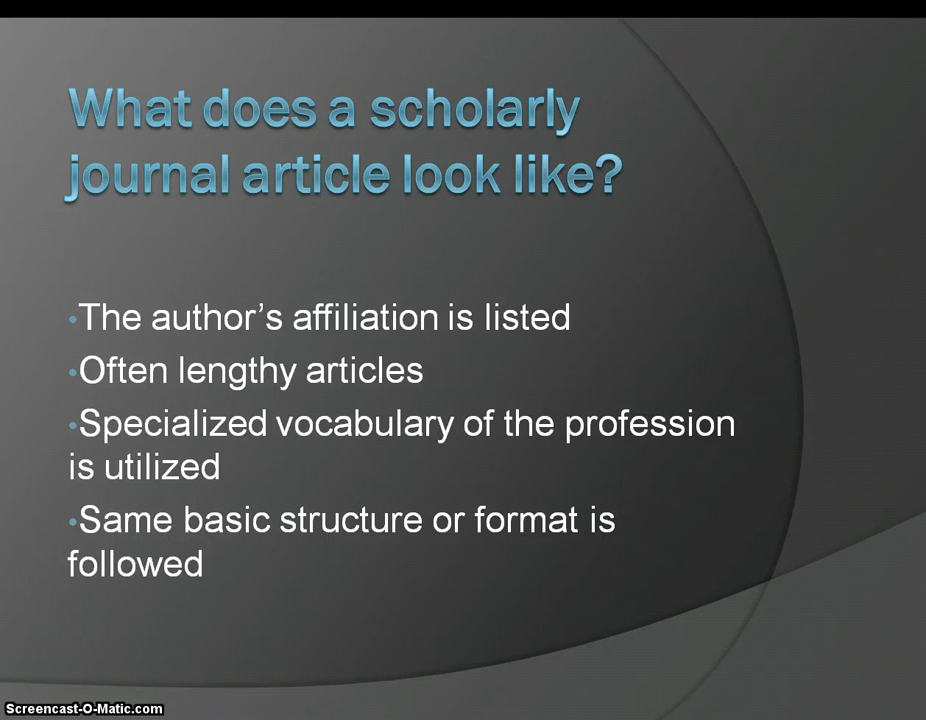 What does a scholarly
journal article look like?
•The author’s affiliation is listed
•Often lengthy articles
•Specialized vocabulary of the profession
is utilized
•Same basic structure or format is
followed
Screencast-O-Matic.com